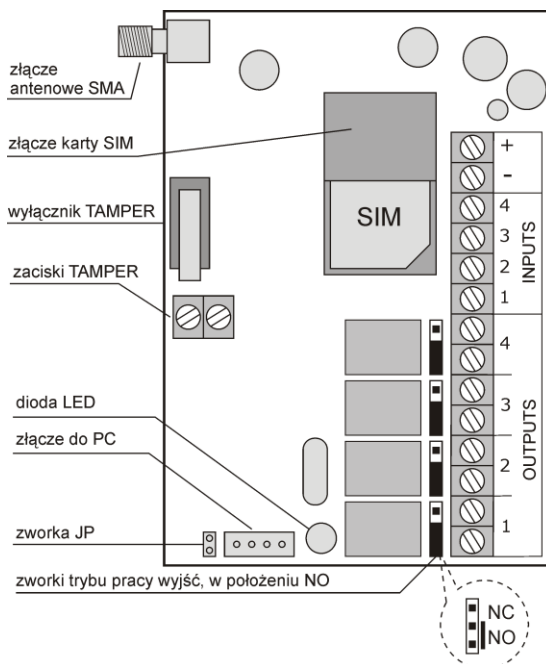 złącze
antenowe SMA
złącze karty SIM
wyłącznik TAMPER
zaciski TAMPER
dioda LED
złącze do PC
zworka JP
zworki trybu pracy wyjść, w położeniu NO
SIM
+
-
4
3
2
1
INPUTS
4
3
2
1
OUTPUTS
NC
NO